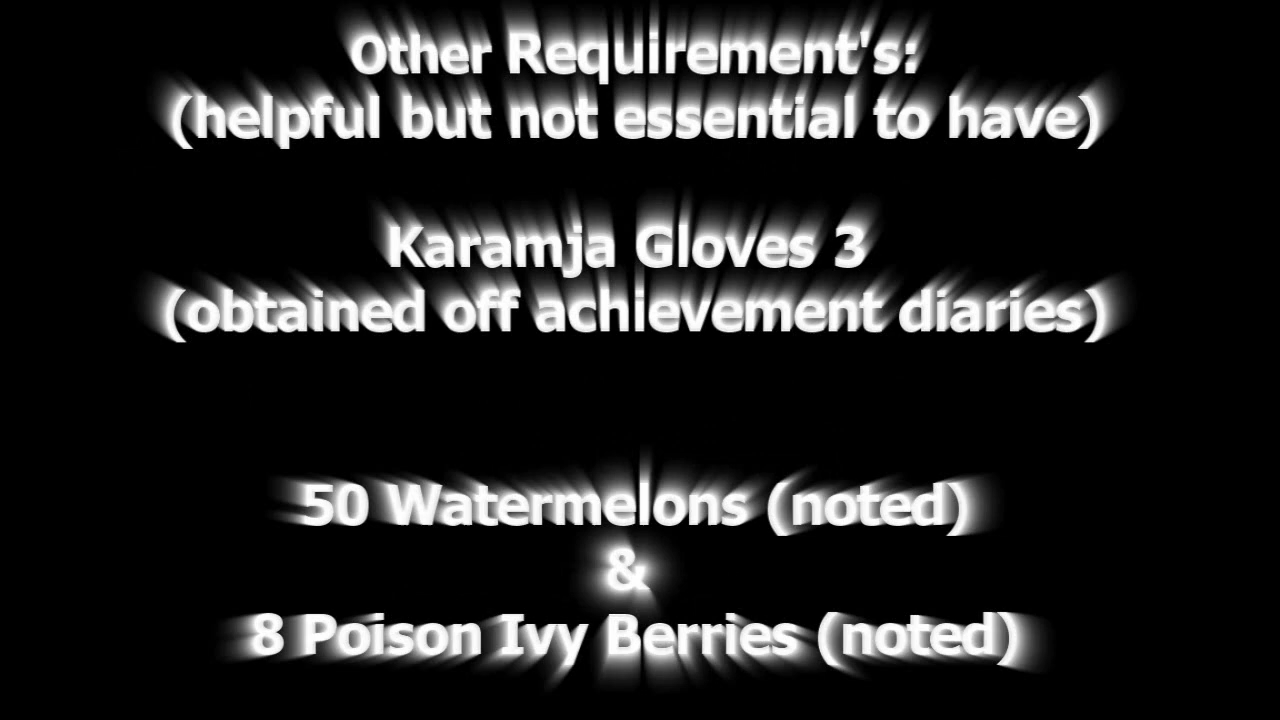 Other Requirement's:
(helpful but not essential to have)
Karamja Gloves 3
(obtained off achievement diaries)
50 Watermelons (noted)
&
8 Poison Ivy Berries (noted)